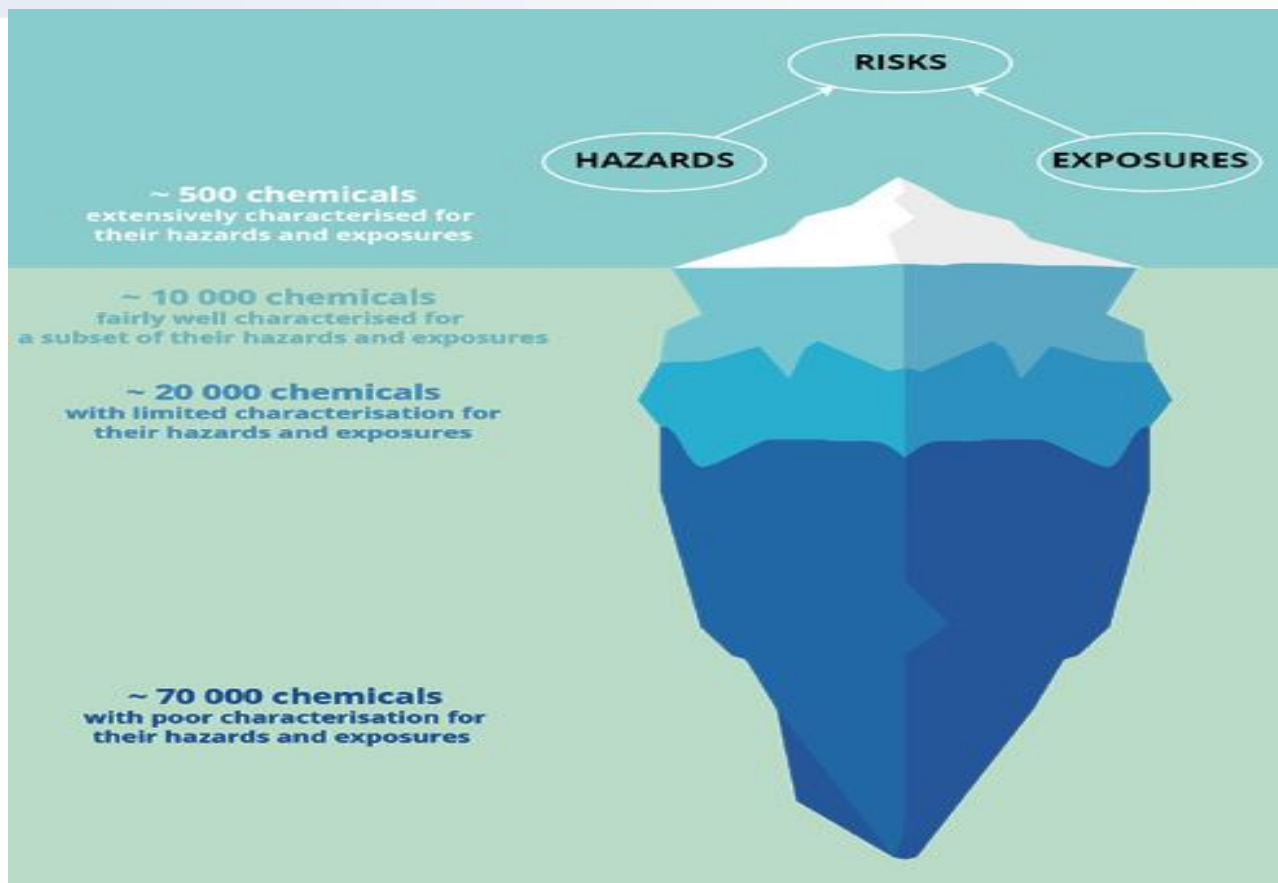 RISKS
HAZARDS
EXPOSURES
~ 500 chemicals
extensively characterised for
their hazards and exposures
~ 10 000 chemicals
fairly well characterised for
a subset of their hazards and exposures
~ 20 000 chemicals
with limited characterisation for
their hazards and exposures
~ 70 000 chemicals
with poor characterisation for
their hazards and exposures